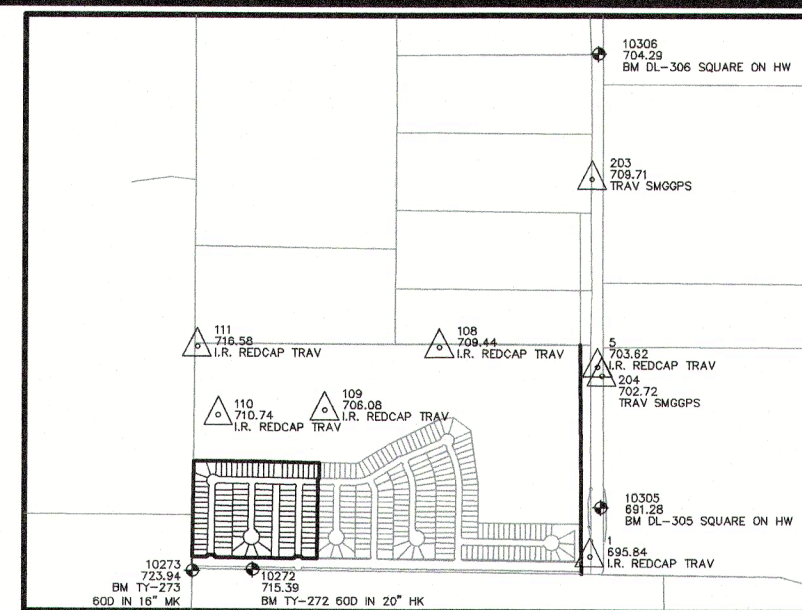 10306
704.29
BM DL-306 SQUARE ON HW
203
709.71
TRAV SMGGPS
111
716.58
I.R. REDCAP TRAV
108
709.44
I.R. REDCAP TRAV
5
703.62
I.R. REDCAP TRAV
204
702.72
TRAV SMGGPS
110
710.74
I.R. REDCAP TRAV
109
706.08
I.R. REDCAP TRAV
10305
691.28
BM DL-305 SQUARE ON HW
1
695.84
I.R. REDCAP TRAV
10273
723.94
BM TY-273
60D IN 16" MK
10272
715.39
BM TY-272 60D IN 20" HK